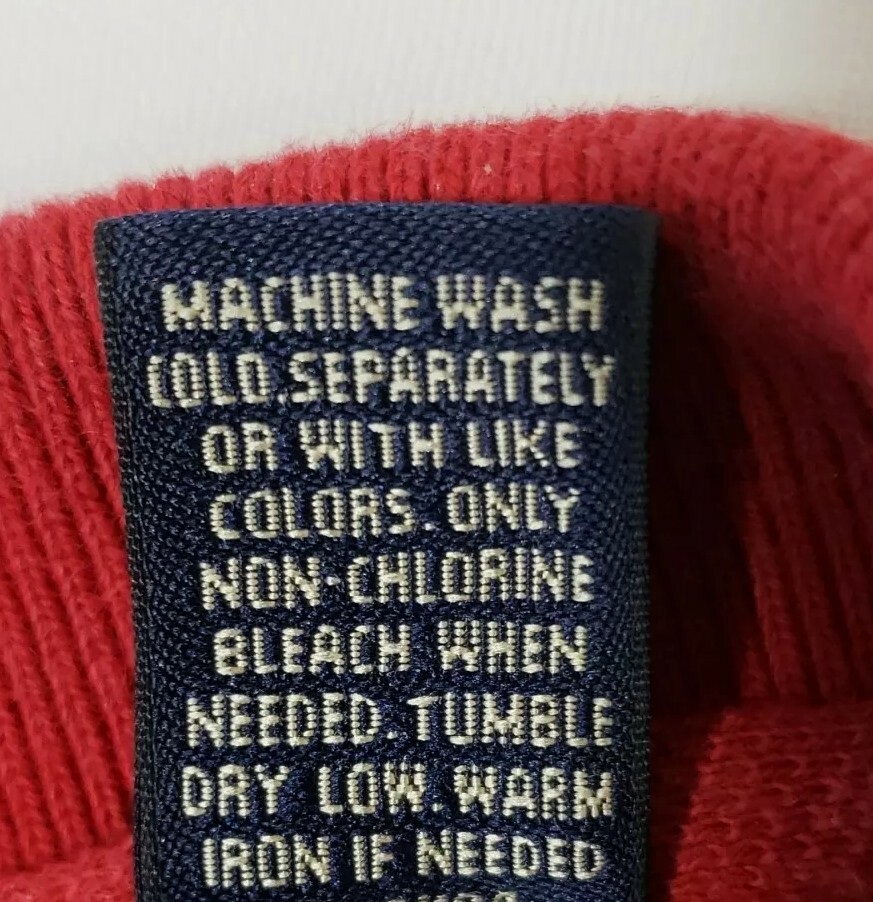 MACHINE WASH
COLD SEPARATELY
OR WITH LIKE
COLORS. ONLY
NON-CHLORINE
BLEACH WHEN
NEEDED. TUMBLE
DRY LOW. WARM
IRON IF NEEDED